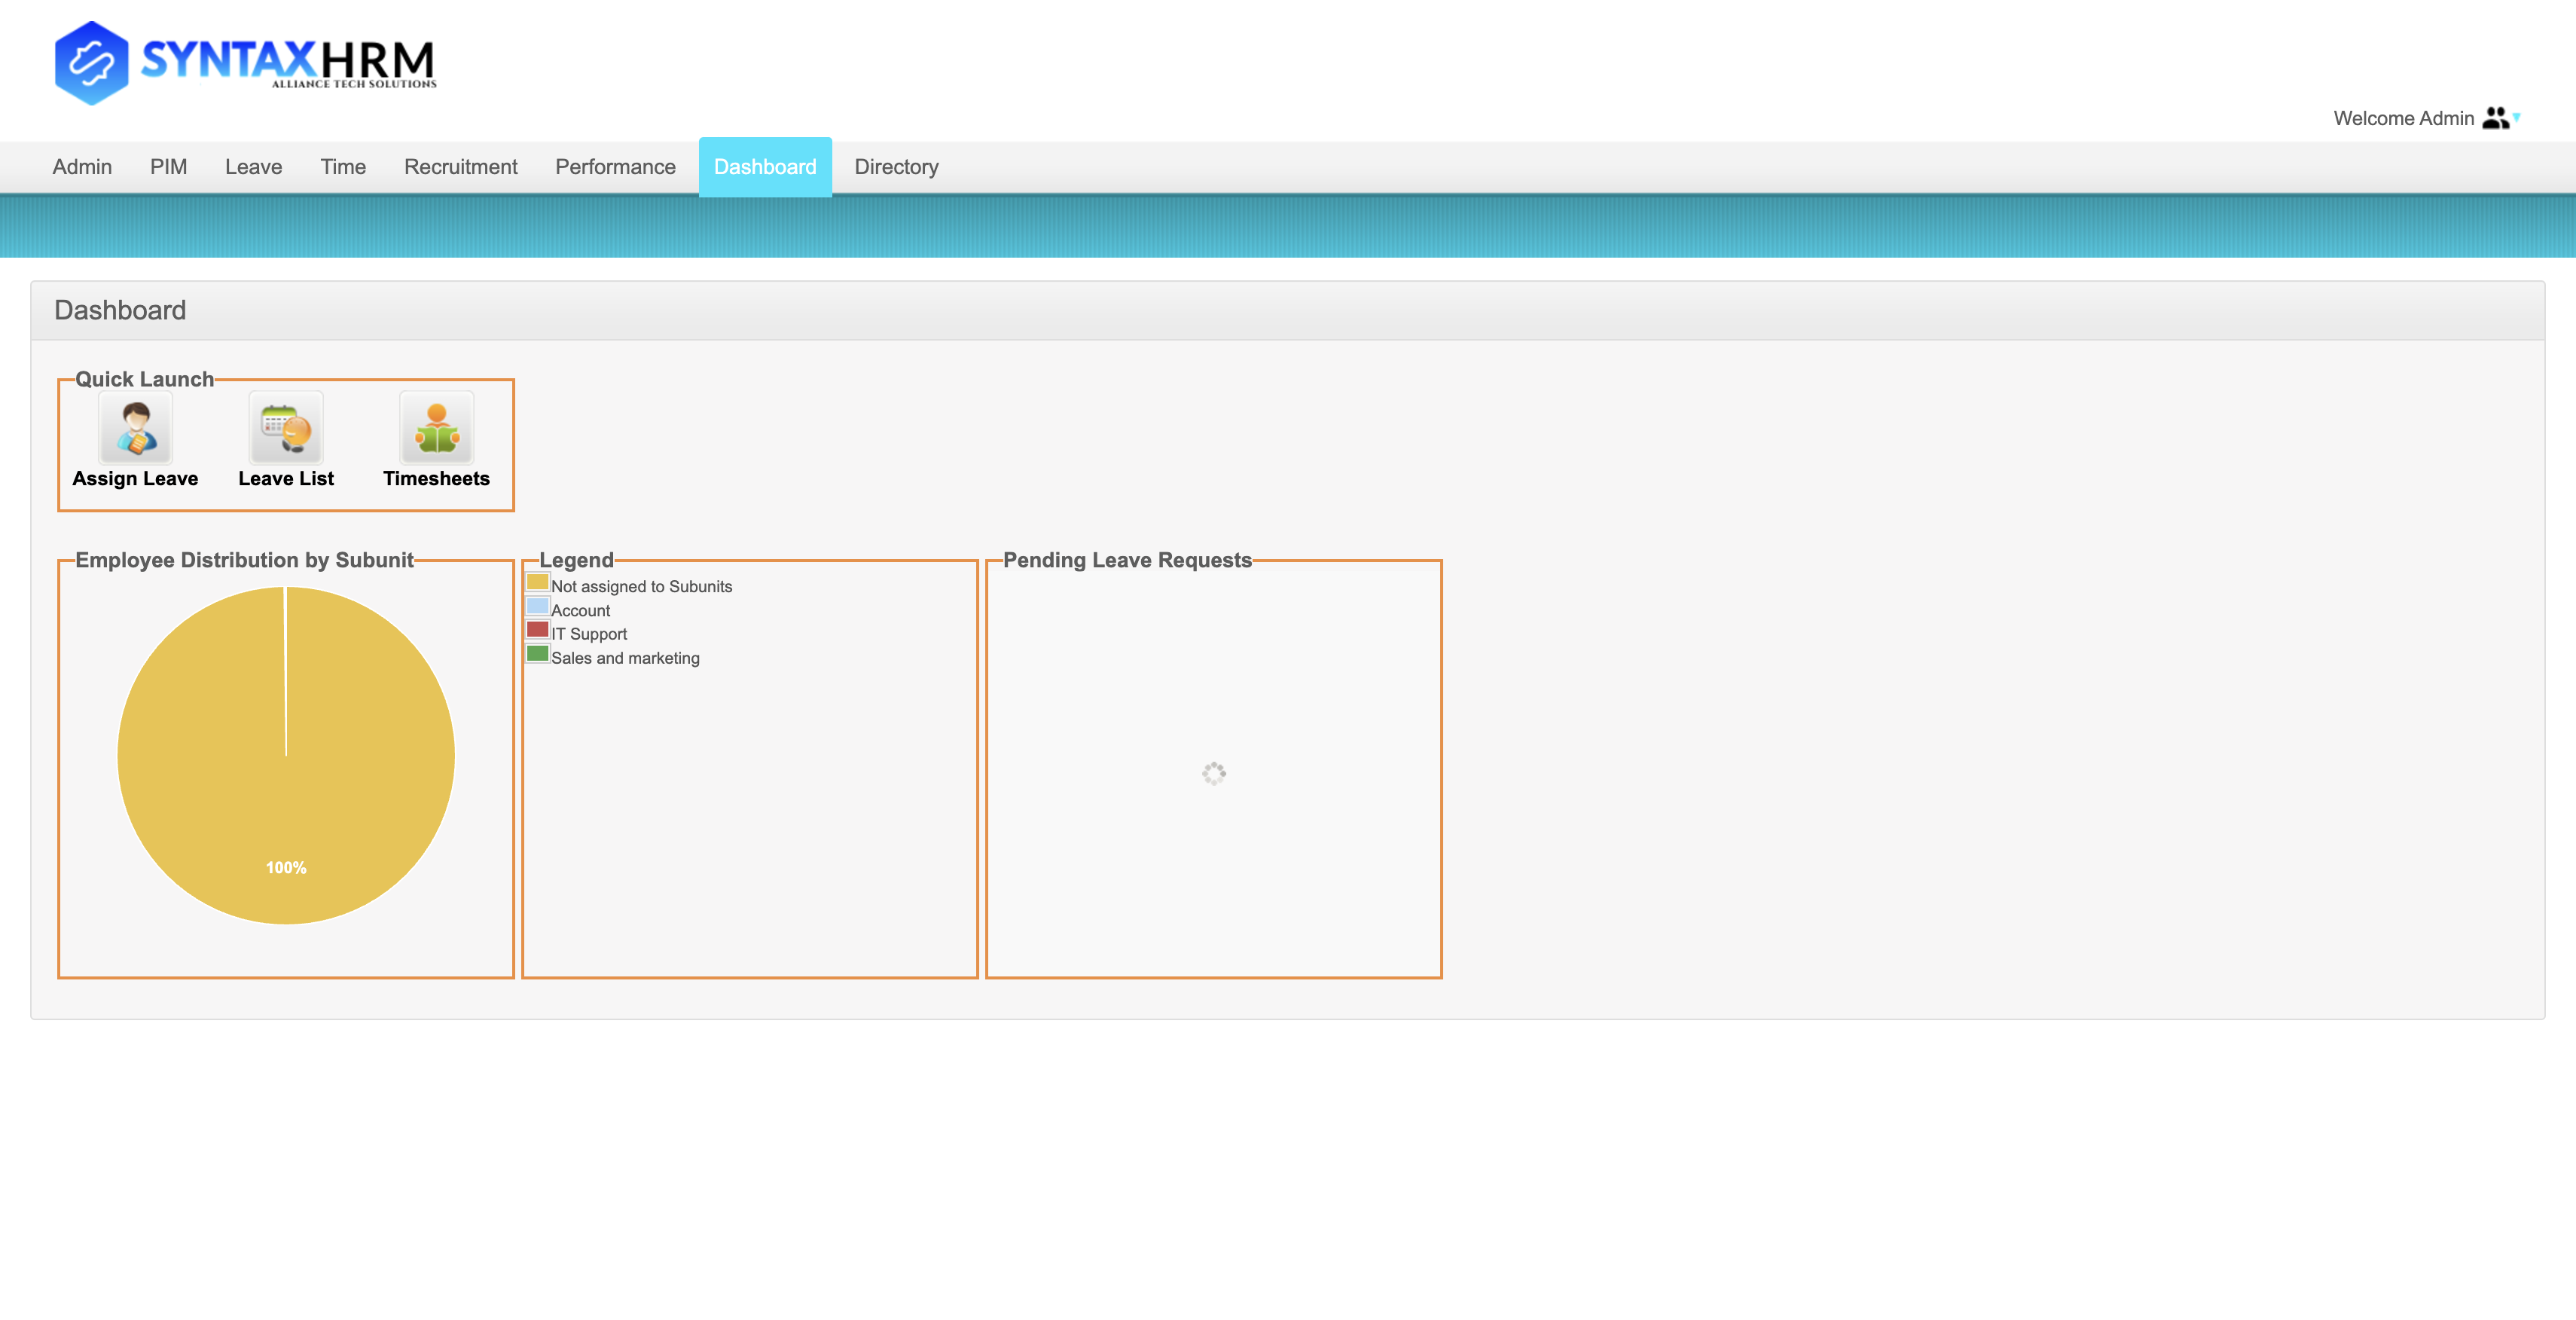 SYNTAXHRM
ALLIANCE TECH SOLUTIONS
Welcome Admin
Admin PIM Leave Time Recruitment Performance Dashboard Directory
Dashboard
Quick Launch
Assign Leave Leave List Timesheets
Employee Distribution by Subunit
100%
Legend
Not assigned to Subunits
Account
IT Support
Sales and marketing
Pending Leave Requests